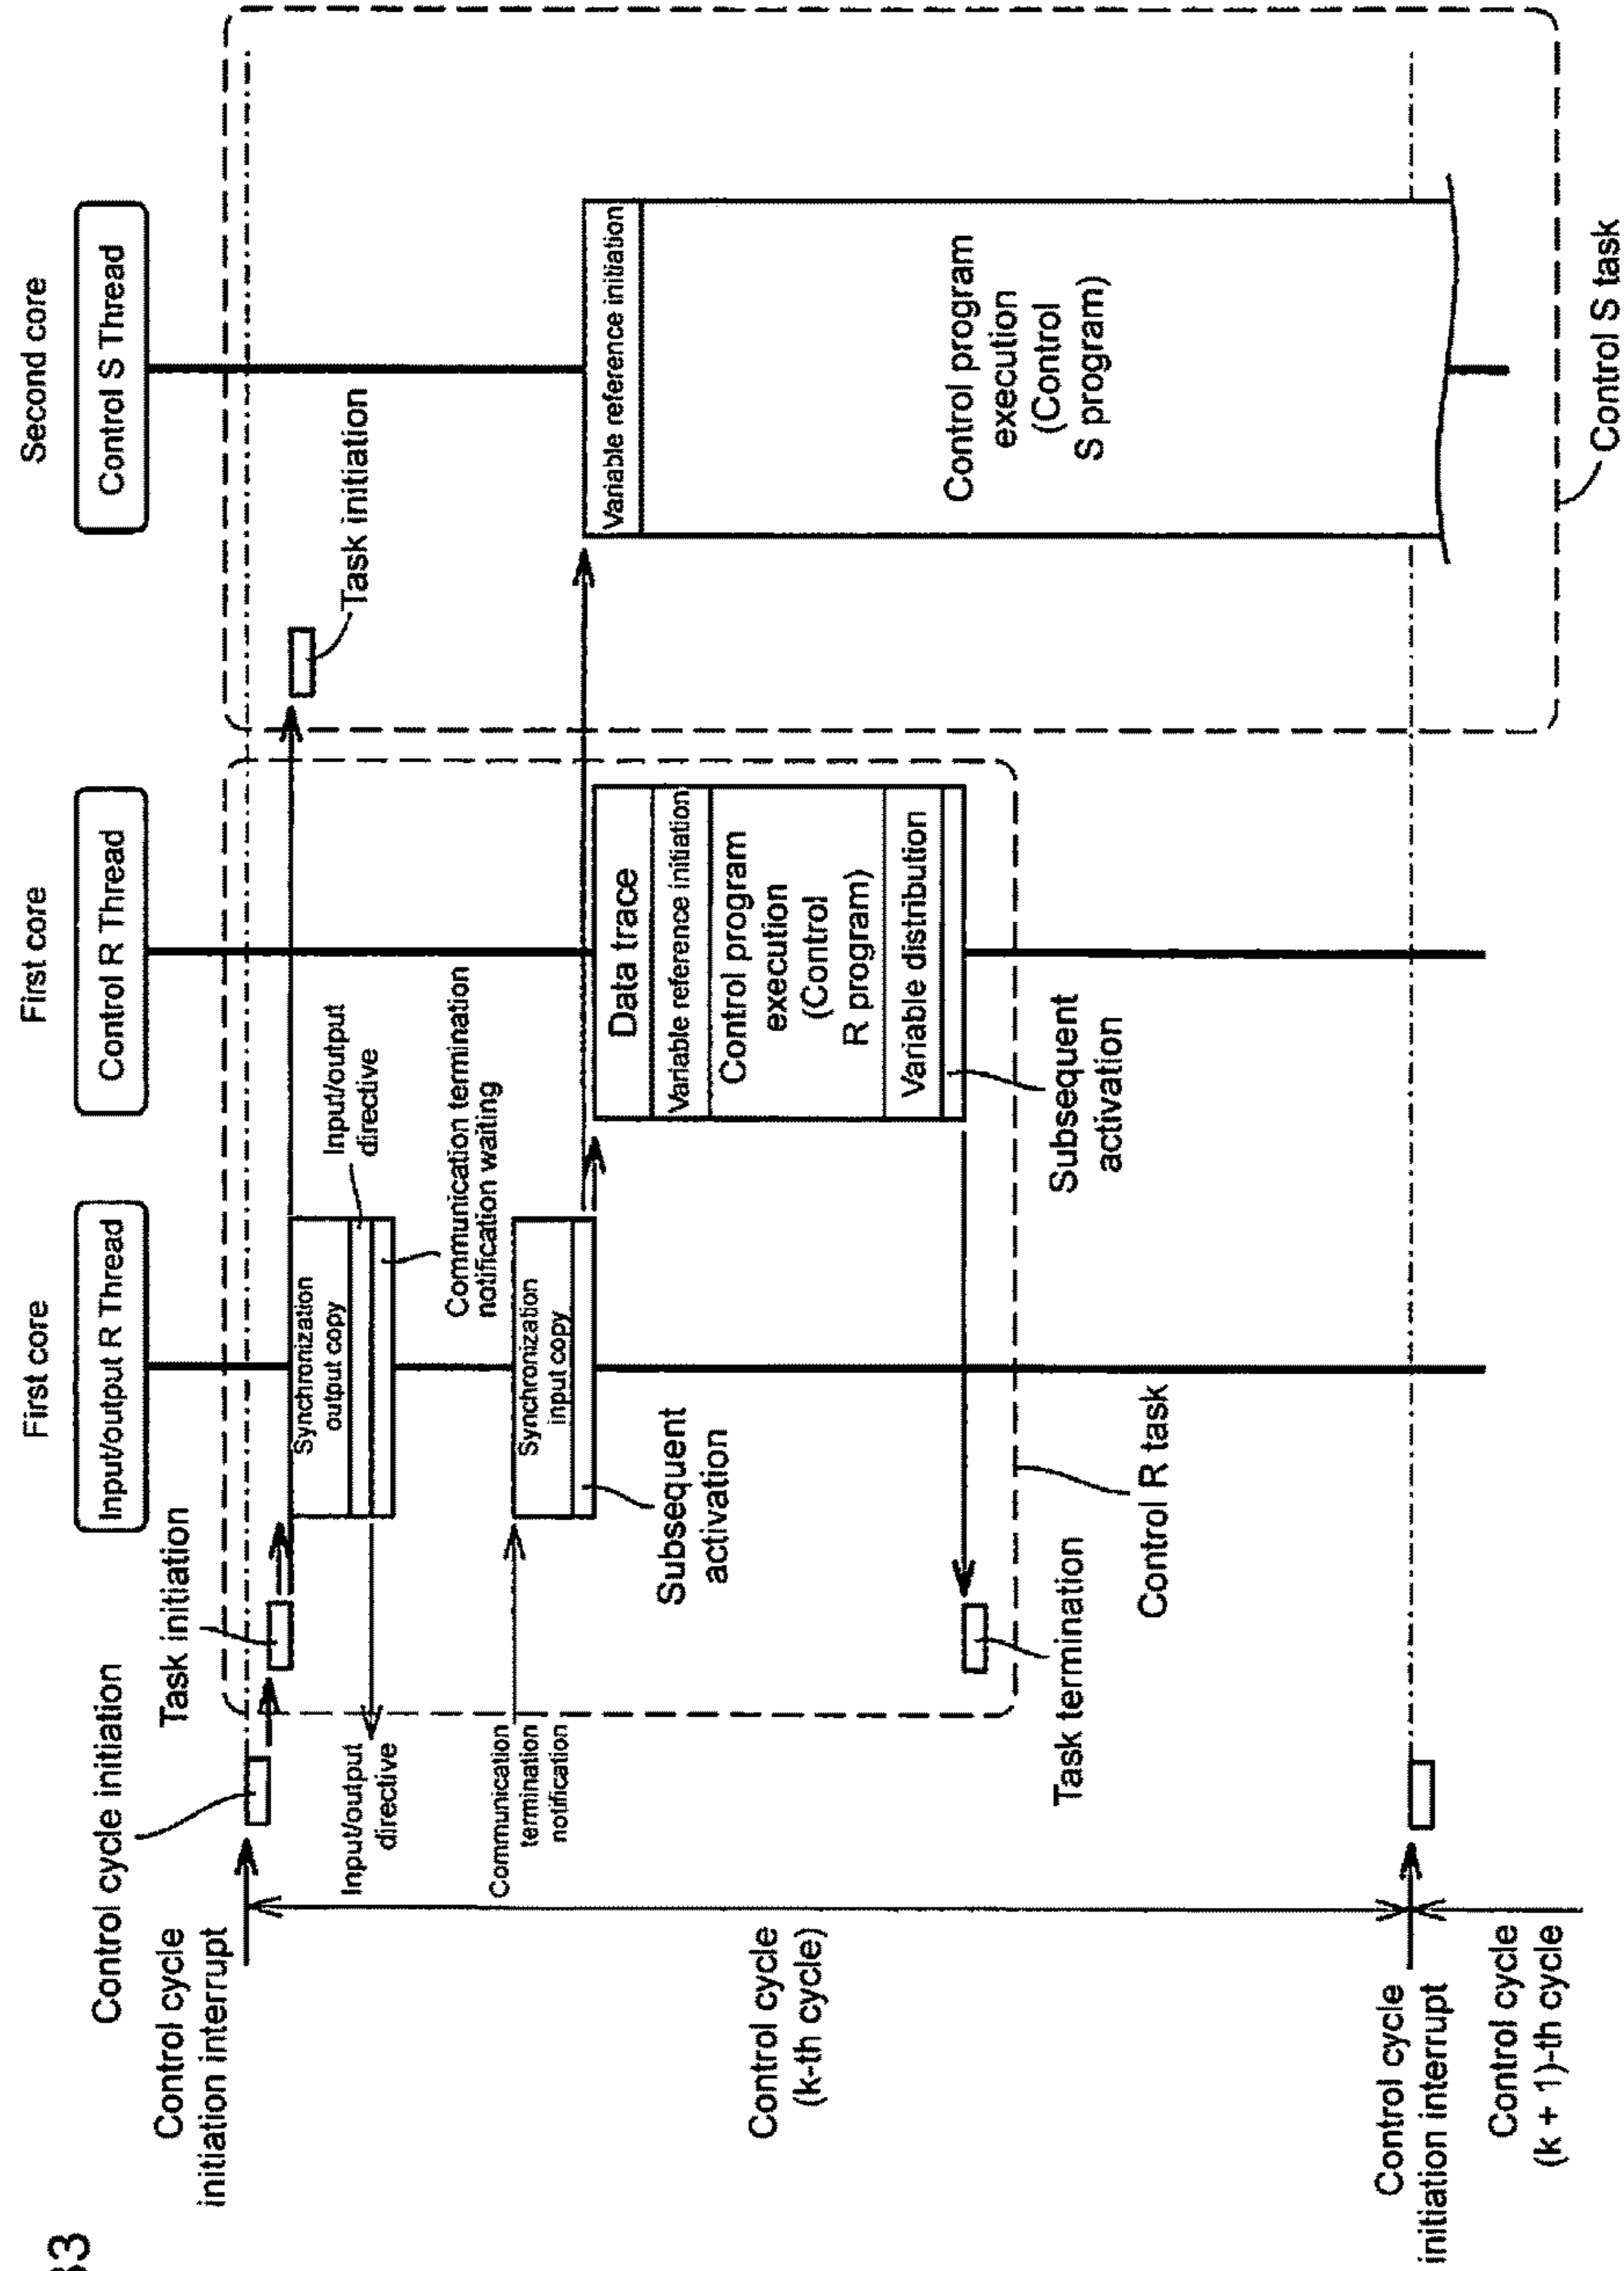 33
First core
First core
Second core
Input/output R Thread
Control R Thread
Control S Thread
Control cycle initiation
Task initiation
Control cycle
initiation interrupt
Task initiation
Synchronization
output copy
Input/output
directive
Input/output
directive
Communication termination
notification waiting
Communication
termination
notification
Synchronization
input copy
Subsequent
activation
Data trace
Variable reference initiation
Control program
execution
(Control
R program)
Variable distribution
Subsequent
activation
Variable reference initiation
Control program
execution
(Control
S program)
Control cycle
(k-th cycle)
Task termination
Control R task
Control cycle
initiation interrupt
Control cycle
(k + 1)-th cycle
Control S task